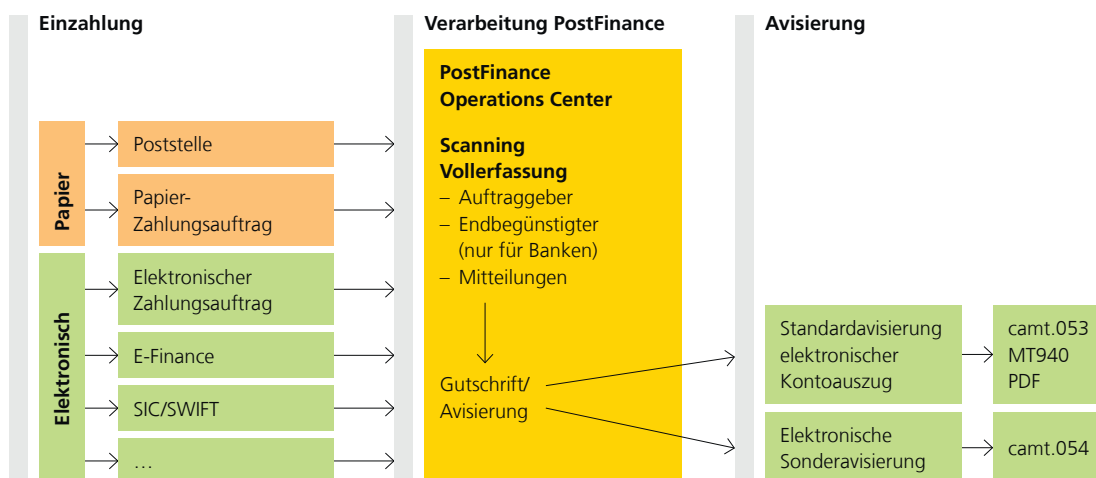 Einzahlung
Verarbeitung PostFinance
Avisierung
Papier
Poststelle
Papier-
Zahlungsauftrag
Elektronisch
Elektronischer
Zahlungsauftrag
E-Finance
SIC/SWIFT
…
PostFinance
Operations Center
Scanning
Vollerfassung
– Auftraggeber
– Endbegünstigter
(nur für Banken)
– Mitteilungen
Gutschrift/
Avisierung
Standardavisierung
elektronischer
Kontoauszug
camt.053
MT940
PDF
Elektronische
Sonderavisierung
camt.054